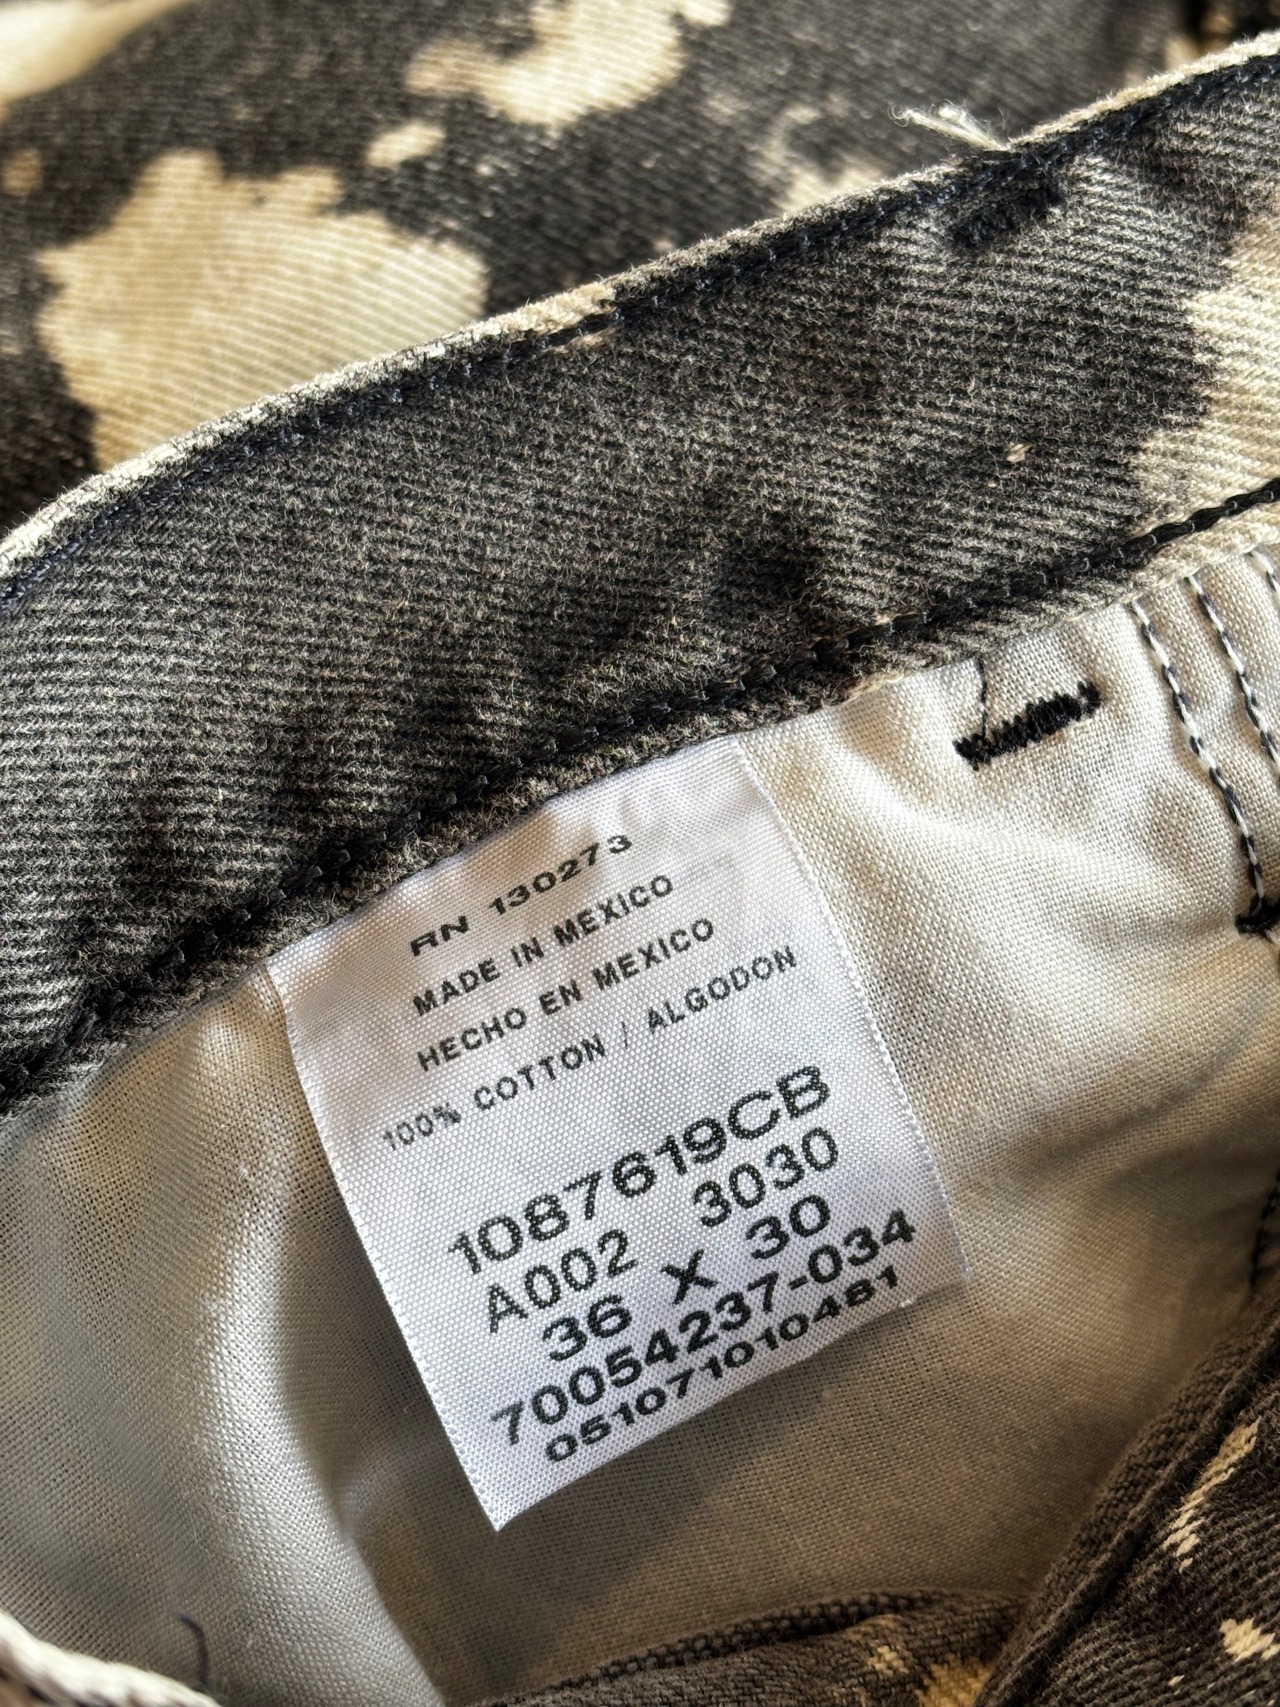 RN 130273
MADE IN MEXICO
HECHO EN MEXICO
100% COTTON / ALGODON
1087619CB
A002 3030
36 X 30
70054237-034
051071010481